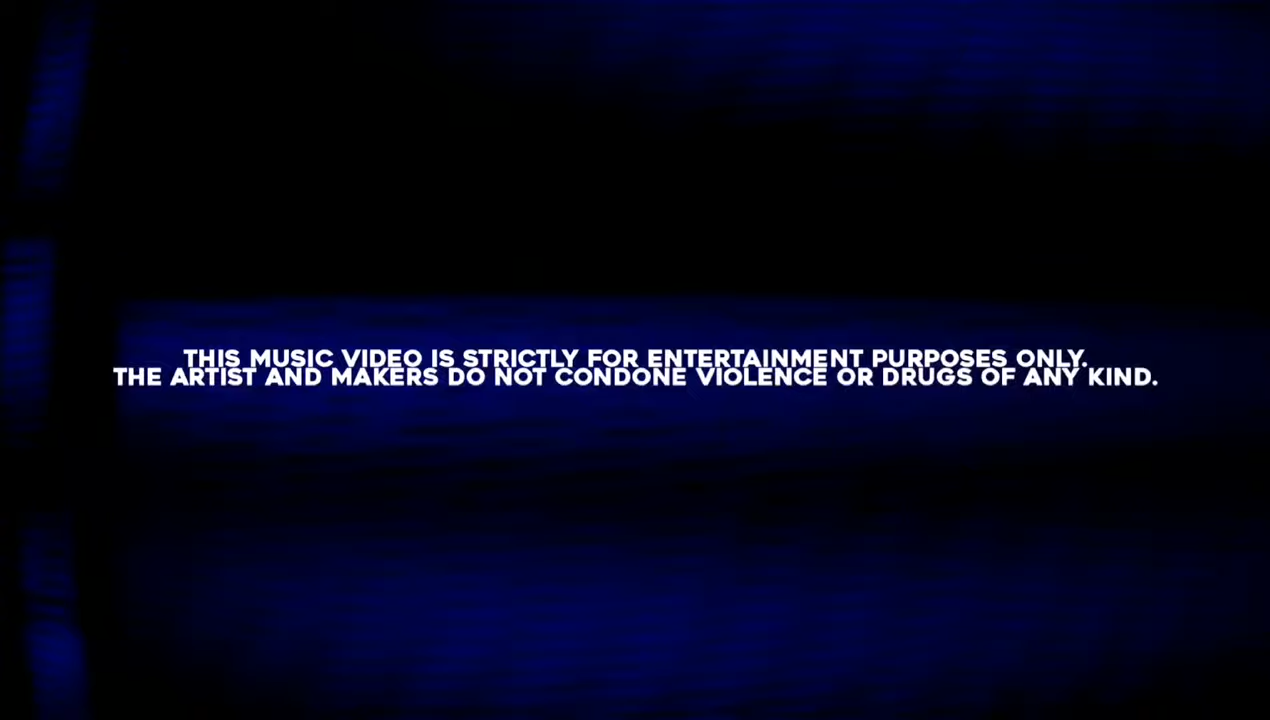 THIS MUSIC VIDEO IS STRICTLY FOR ENTERTAINMENT PURPOSES ONLY.
THE ARTIST AND MAKERS DO NOT CONDONE VIOLENCE OR DRUGS OF ANY KIND.